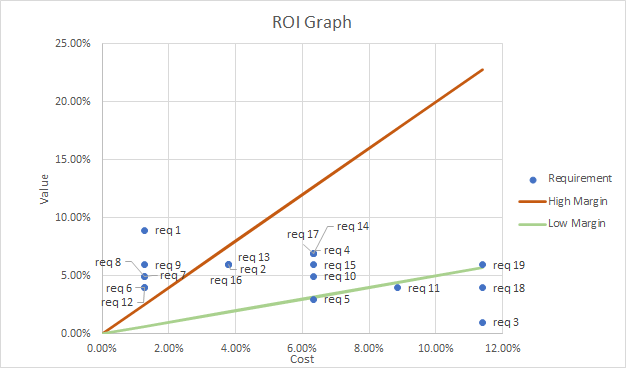 ROI Graph
25.00%
20.00%
15.00%
10.00%
5.00%
0.00%
Value
req 1
req 8
req 9
req 7
req 6
req 12
req 13
req 2
req 16
req 17
req 14
req 4
req 15
req 10
req 5
req 11
req 19
req 18
req 3
0.00%
2.00%
4.00%
6.00%
8.00%
10.00%
12.00%
Cost
Requirement
High Margin
Low Margin